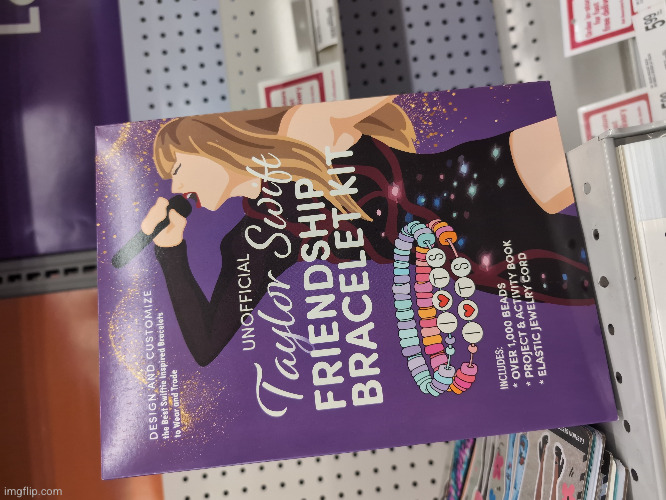 UNOFFICIAL
Taylor Swift
FRIENDSHIP
BRACELET KIT
DESIGN AND CUSTOMIZE
the Best Swiftie Inspired Bracelets
to Wear and Trade
I ♥ TS
I ♥ TS
INCLUDES:
* OVER 1,000 BEADS
* PROJECT & ACTIVITY BOOK
* ELASTIC JEWELRY CORD
599
imgflip.com